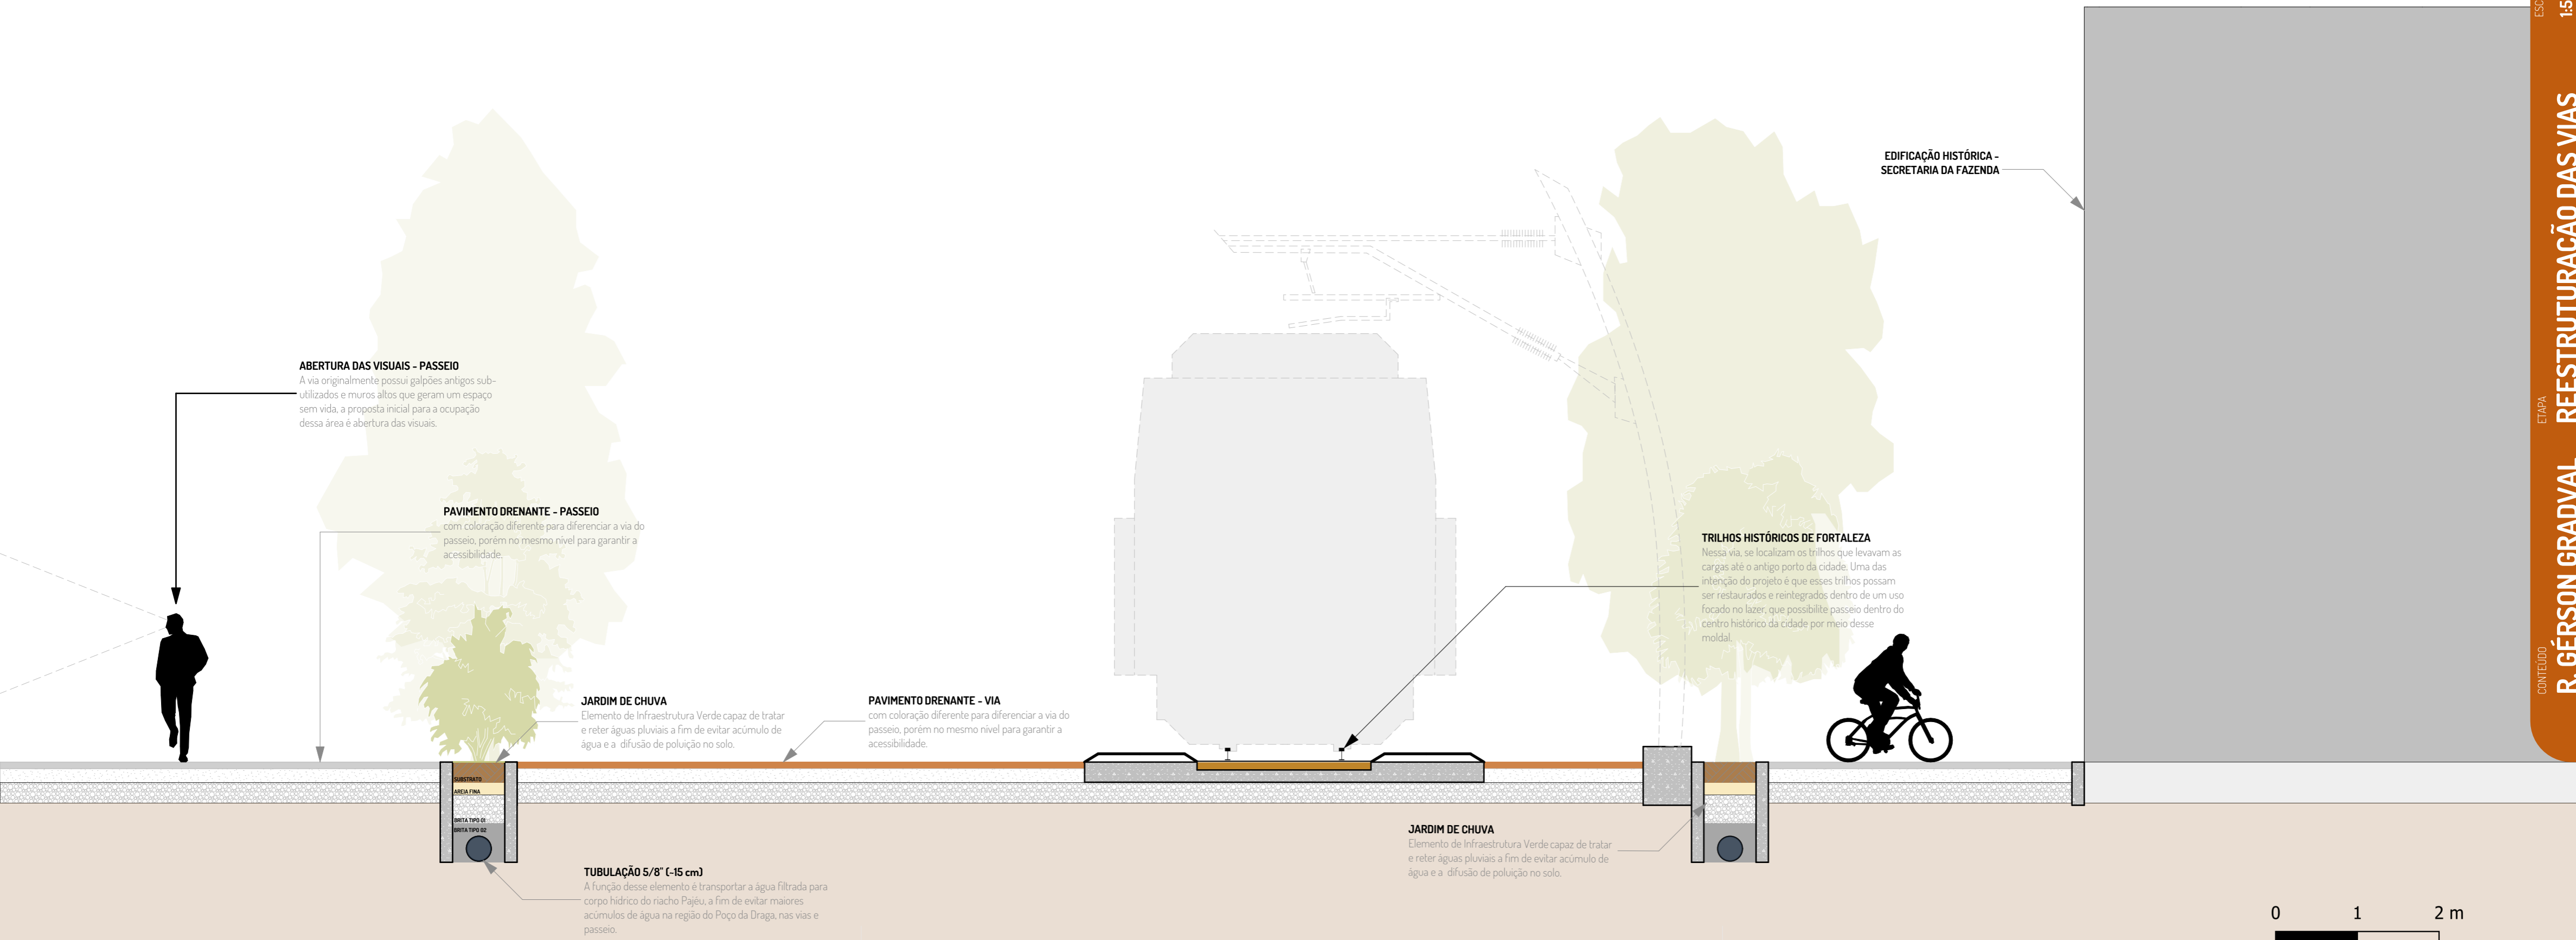 EDIFICAÇÃO HISTÓRICA -
SECRETARIA DA FAZENDA
ABERTURA DAS VISUAIS - PASSEIO
A via originalmente possui galpões antigos sub-
utilizados e muros altos que geram um espaço
sem vida, a proposta inicial para a ocupação
dessa área é abertura das visuais.
PAVIMENTO DRENANTE - PASSEIO
com coloração diferente para diferenciar a via do
passeio, porém no mesmo nível para garantir a
acessibilidade.
TRILHOS HISTÓRICOS DE FORTALEZA
Nessa via, se localizam os trilhos que levavam as
cargas até o antigo porto da cidade. Uma das
intenção do projeto é que esses trilhos possam
ser restaurados e reintegrados dentro de um uso
focado no lazer, que possibilite passeio dentro do
centro histórico da cidade por meio desse
moldal.
JARDIM DE CHUVA
Elemento de Infraestrutura Verde capaz de tratar
e reter águas pluviais a fim de evitar acúmulo de
água e a difusão de poluição no solo.
PAVIMENTO DRENANTE - VIA
com coloração diferente para diferenciar a via do
passeio, porém no mesmo nível para garantir a
acessibilidade.
SUBSTRATO
AREIA FINA
BRITA TIPO 01
BRITA TIPO 02
JARDIM DE CHUVA
Elemento de Infraestrutura Verde capaz de tratar
e reter águas pluviais a fim de evitar acúmulo de
água e a difusão de poluição no solo.
TUBULAÇÃO 5/8" (~15 cm)
A função desse elemento é transportar a água filtrada para
corpo hídrico do riacho Pajéu, a fim de evitar maiores
acúmulos de água na região do Poço da Draga, nas vias e
passeio.
0 1 2 m
CONTEÚDO
R. GÉRSON GRADVAL
ETAPA
REESTRUTURAÇÃO DAS VIAS
ESC
1:5